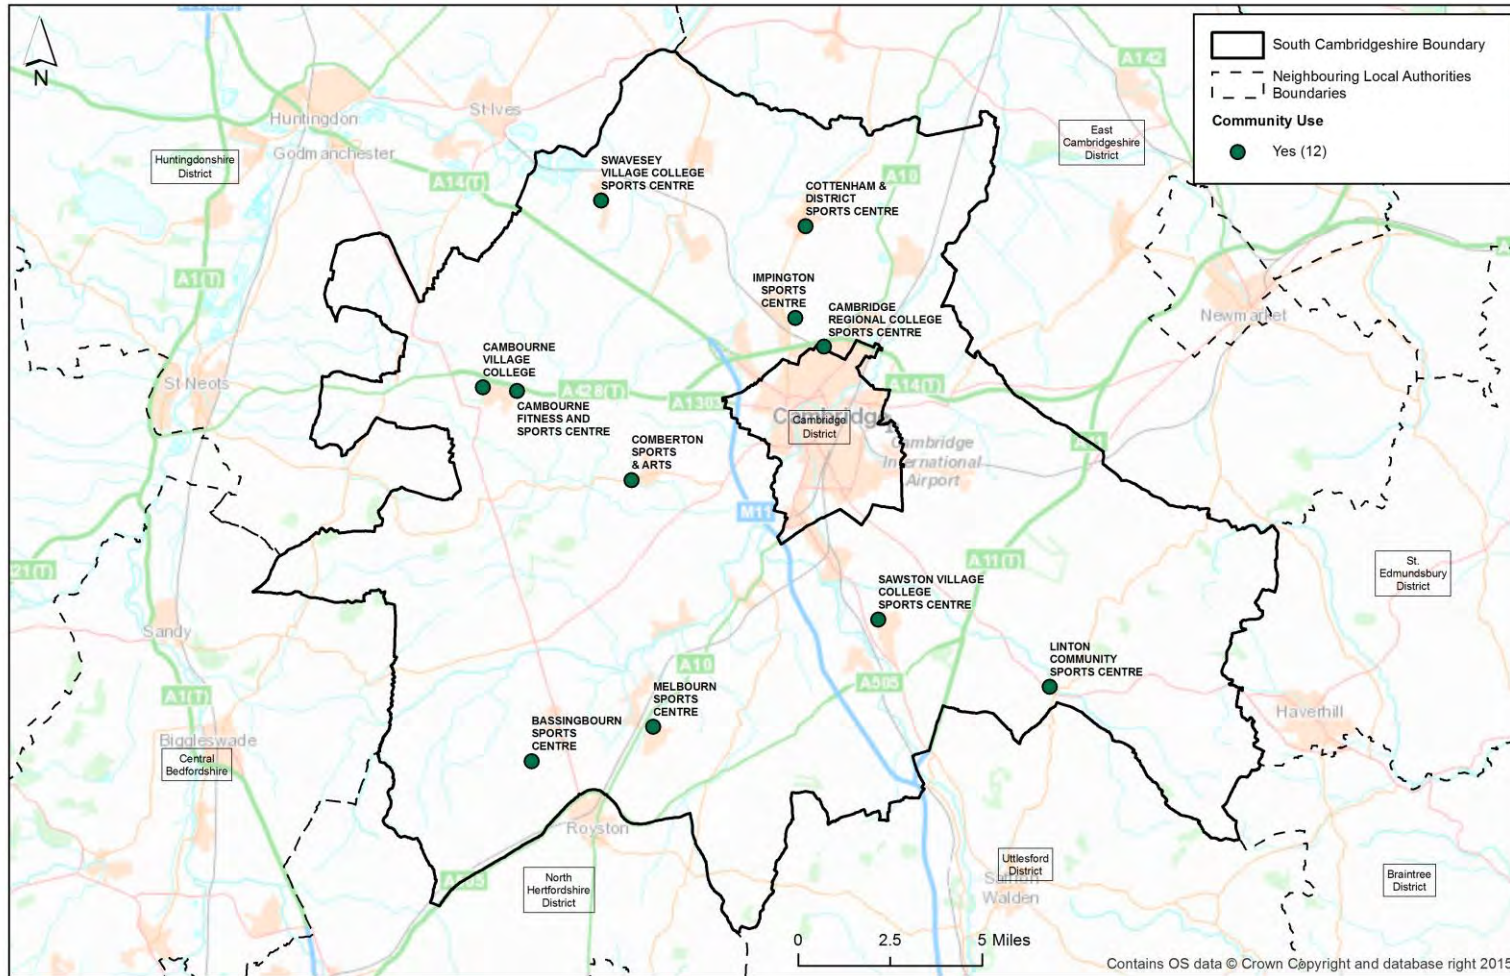 N
South Cambridgeshire Boundary
Neighbouring Local Authorities
Boundaries
Community Use
Yes (12)
A142
St Ives
Huntingdon
Godmanchester
Huntingdonshire
District
A14(T)
East
Cambridgeshire
District
A10
SWAVESEY
VILLAGE COLLEGE
SPORTS CENTRE
COTTENHAM &
DISTRICT
SPORTS CENTRE
A1(T)
IMPINGTON
SPORTS
CENTRE
CAMBRIDGE
REGIONAL COLLEGE
SPORTS CENTRE
Newmarket
CAMBOURNE
VILLAGE
COLLEGE
St Neots
A428(T)
A14(T)
CAMBOURNE
FITNESS AND
SPORTS CENTRE
Cambridge
Cambridge
District
COMBERTON
SPORTS
& ARTS
Cambridge
International
Airport
M11
A11(T)
St.
Edmundsbury
District
21(T)
SAWSTON VILLAGE
COLLEGE
SPORTS CENTRE
Sandy
LINTON
COMMUNITY
SPORTS CENTRE
A10
A505
A1(T)
MELBOURN
SPORTS
CENTRE
BASSINGBOURN
SPORTS
CENTRE
Haverhill
Biggleswade
Central
Bedfordshire
Royston
North
Hertfordshire
District
Uttlesford
District
Walden
Braintree
District
0 2.5 5 Miles
Contains OS data © Crown Copyright and database right 2015